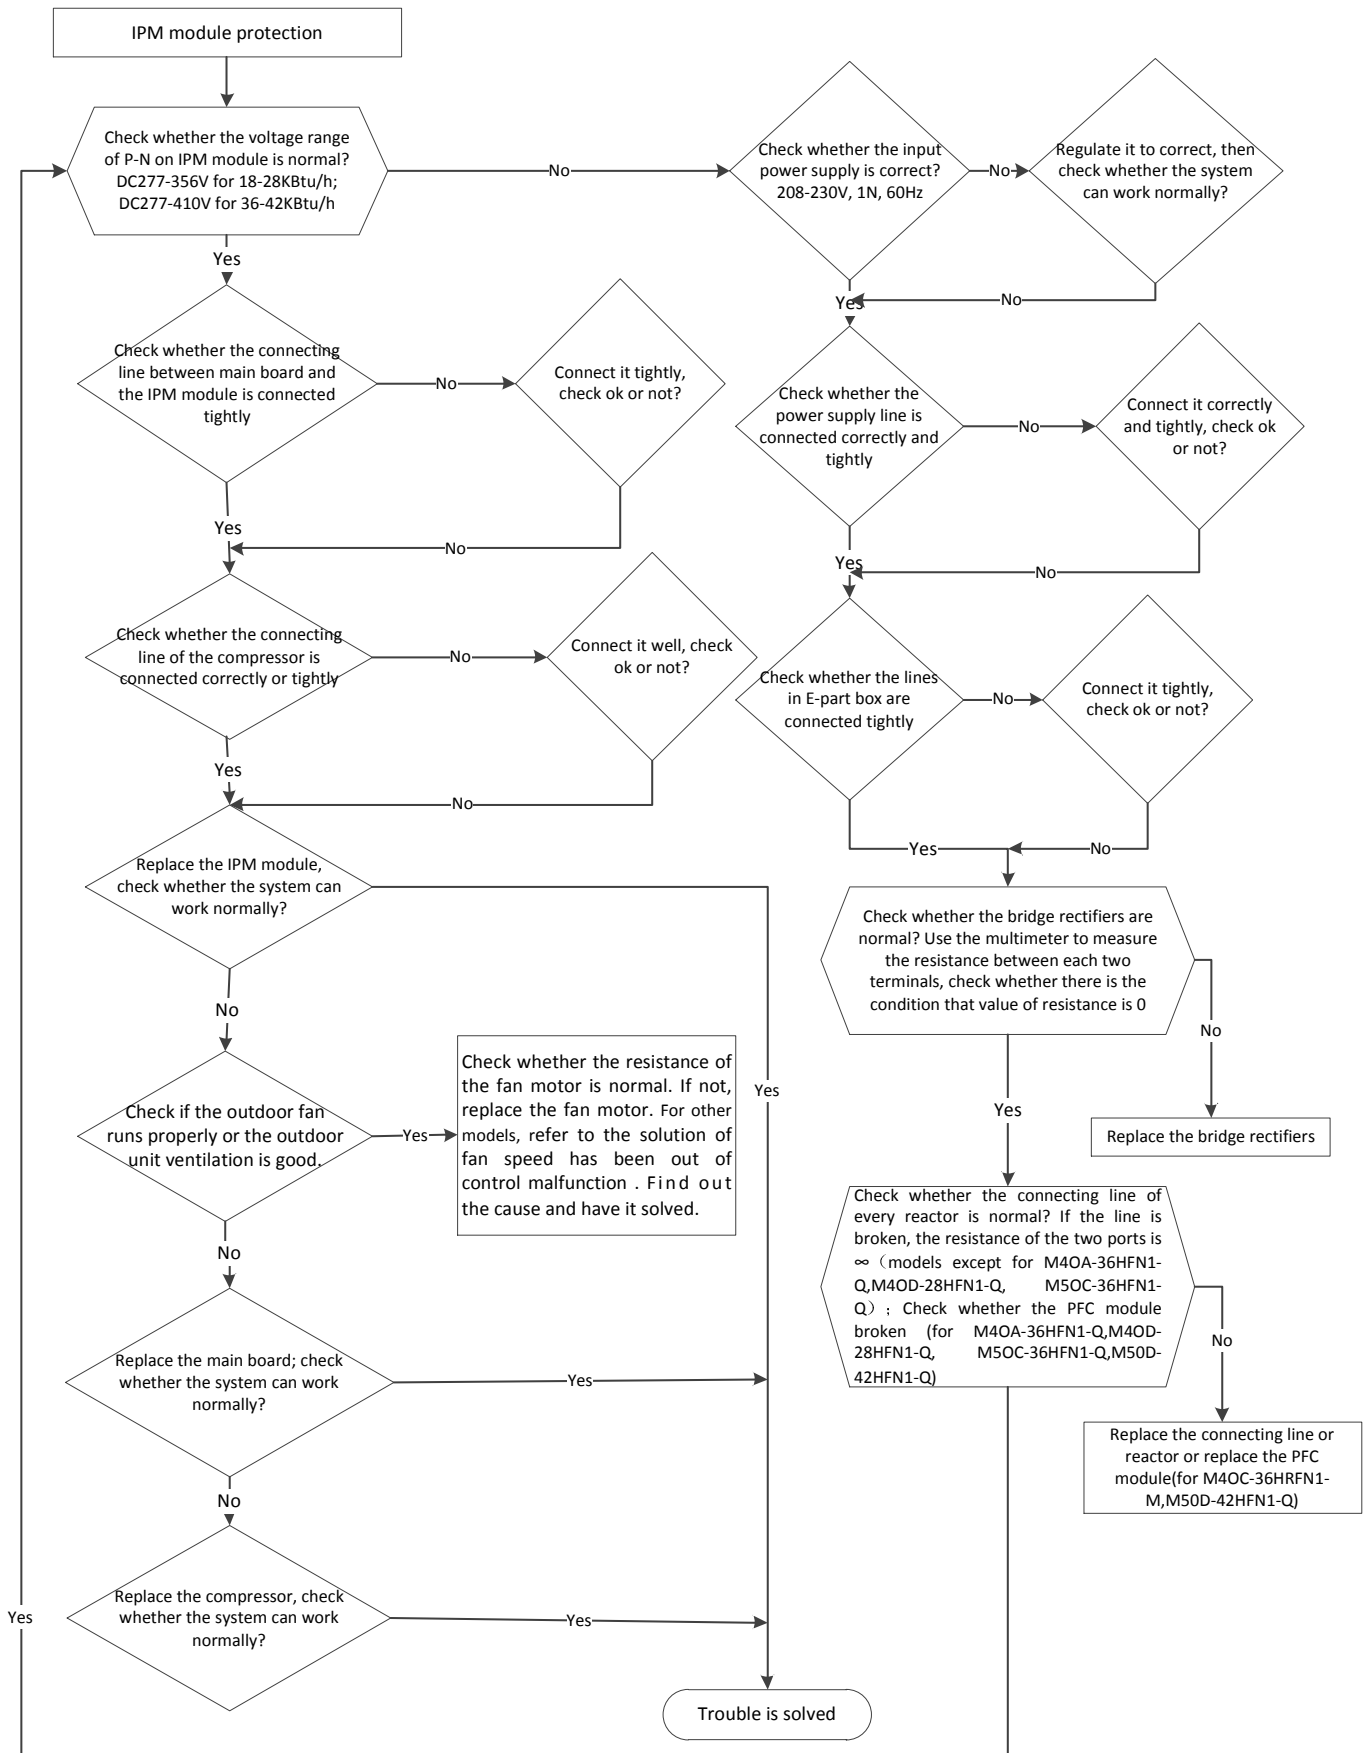 IPM module protection
Check whether the voltage range
of P-N on IPM module is normal?
DC277-356V for 18-28KBtu/h;
DC277-410V for 36-42KBtu/h
No
Check whether the input
power supply is correct?
208-230V, 1N, 60Hz
No
Regulate it to correct, then
check whether the system
can work normally?
Yes
Yes
No
Check whether the connecting
line between main board and
the IPM module is connected
tightly
No
Connect it tightly,
check ok or not?
Check whether the
power supply line is
connected correctly and
tightly
No
Connect it correctly
and tightly, check ok
or not?
Yes
No
Yes
No
Check whether the connecting
line of the compressor is
connected correctly or tightly
No
Connect it well, check
ok or not?
Check whether the lines
in E-part box are
connected tightly
No
Connect it tightly,
check ok or not?
Yes
No
Yes
No
Replace the IPM module,
check whether the system can
work normally?
Check whether the bridge rectifiers are
normal? Use the multimeter to measure
the resistance between each two
terminals, check whether there is the
condition that value of resistance is 0
No
No
Check if the outdoor fan
runs properly or the outdoor
unit ventilation is good.
Yes
Check whether the resistance of
the fan motor is normal. If not,
replace the fan motor. For other
models, refer to the solution of
fan speed has been out of
control malfunction . Find out
the cause and have it solved.
Yes
Yes
Replace the bridge rectifiers
Check whether the connecting line of
every reactor is normal? If the line is
broken, the resistance of the two ports is
∞（models except for M4OA-36HFN1-
Q,M4OD-28HFN1-Q, M5OC-36HFN1-
Q）；Check whether the PFC module
broken (for M4OA-36HFN1-Q,M4OD-
28HFN1-Q, M5OC-36HFN1-Q,M50D-
42HFN1-Q)
No
No
Replace the main board; check
whether the system can work
normally?
Yes
Replace the connecting line or
reactor or replace the PFC
module(for M4OC-36HRFN1-
M,M50D-42HFN1-Q)
No
Replace the compressor, check
whether the system can work
normally?
Yes
Yes
Trouble is solved